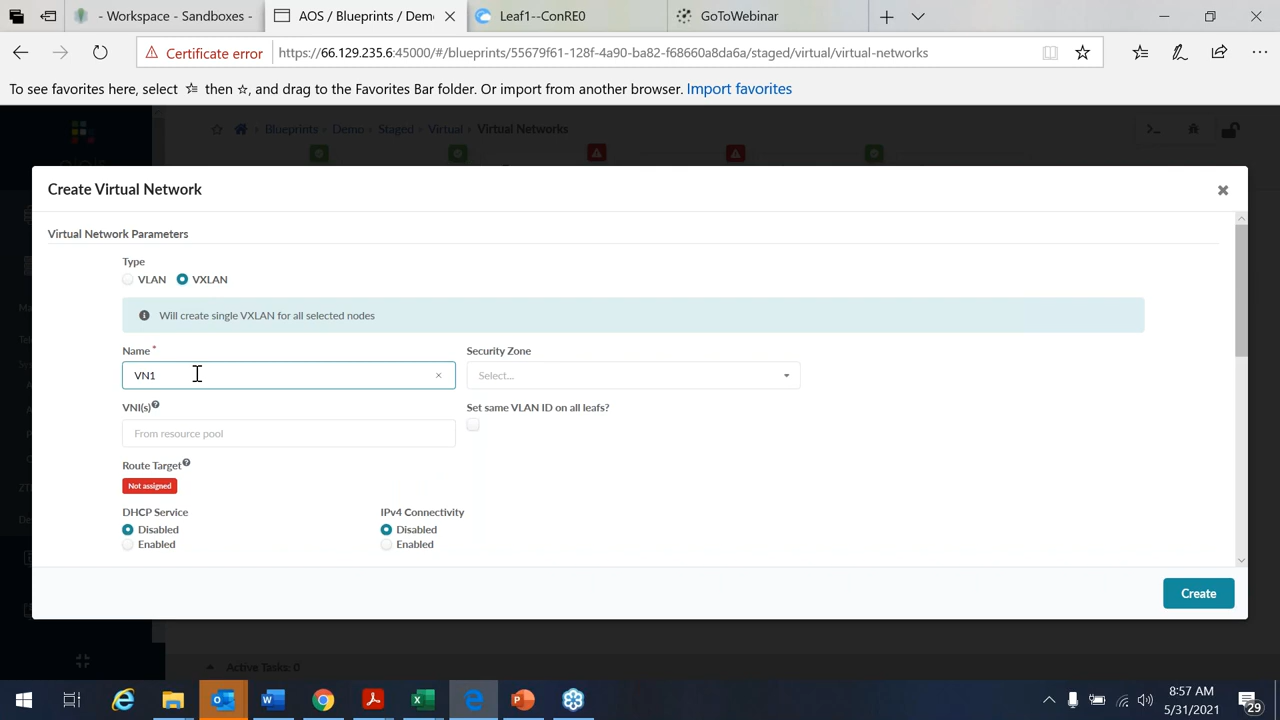 - Workspace - Sandboxes -
AOS / Blueprints / Demo
Leaf1--ConRE0
GoToWebinar
Certificate error
https://66.129.235.6:45000/#/blueprints/55679f61-128f-4a90-ba82-f68660a8da6a/staged/virtual/virtual-networks
To see favorites here, select then ☆, and drag to the Favorites Bar folder. Or import from another browser. Import favorites
Blueprints Demo Staged Virtual Virtual Networks
Create Virtual Network
Virtual Network Parameters
Type
VLAN VXLAN
Will create single VXLAN for all selected nodes
Name *
Security Zone
VN1
Select...
VNI(s)
Set same VLAN ID on all leafs?
From resource pool
Route Target
Not assigned
DHCP Service
IPv4 Connectivity
Disabled
Disabled
Enabled
Enabled
Create
Active Tasks: 0
8:57 AM
5/31/2021
29